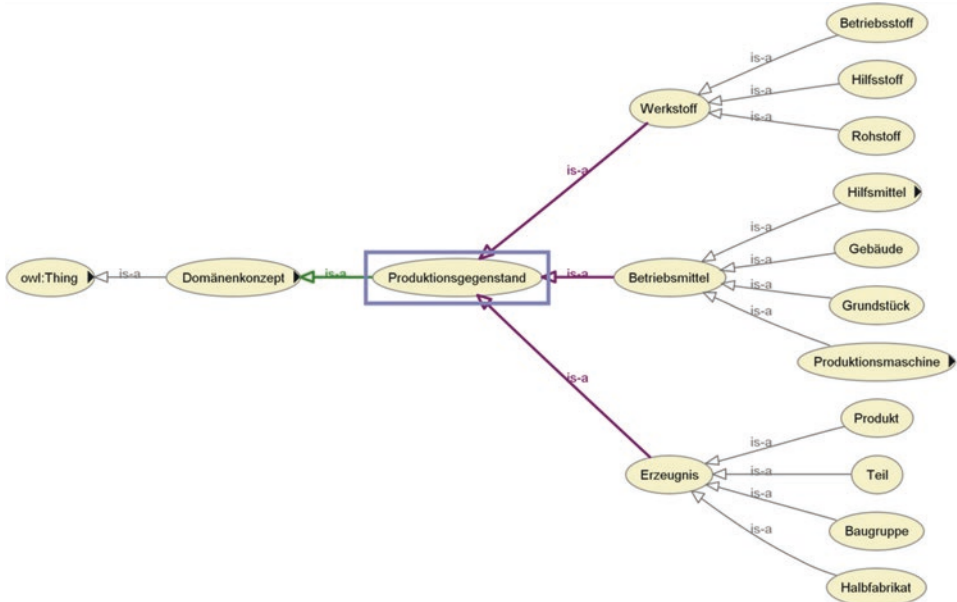 Betriebsstoff
is-a
Hilfsstoff
is-a
Werkstoff
is-a
Rohstoff
is-a
Hilfsmittel
is-a
Gebäude
is-a
owl:Thing
is-a
Domänenkonzept
is-a
Produktionsgegenstand
is-a
Betriebsmittel
is-a
Grundstück
is-a
Produktionsmaschine
is-a
Produkt
is-a
Erzeugnis
is-a
Teil
is-a
Baugruppe
is-a
Halbfabrikat